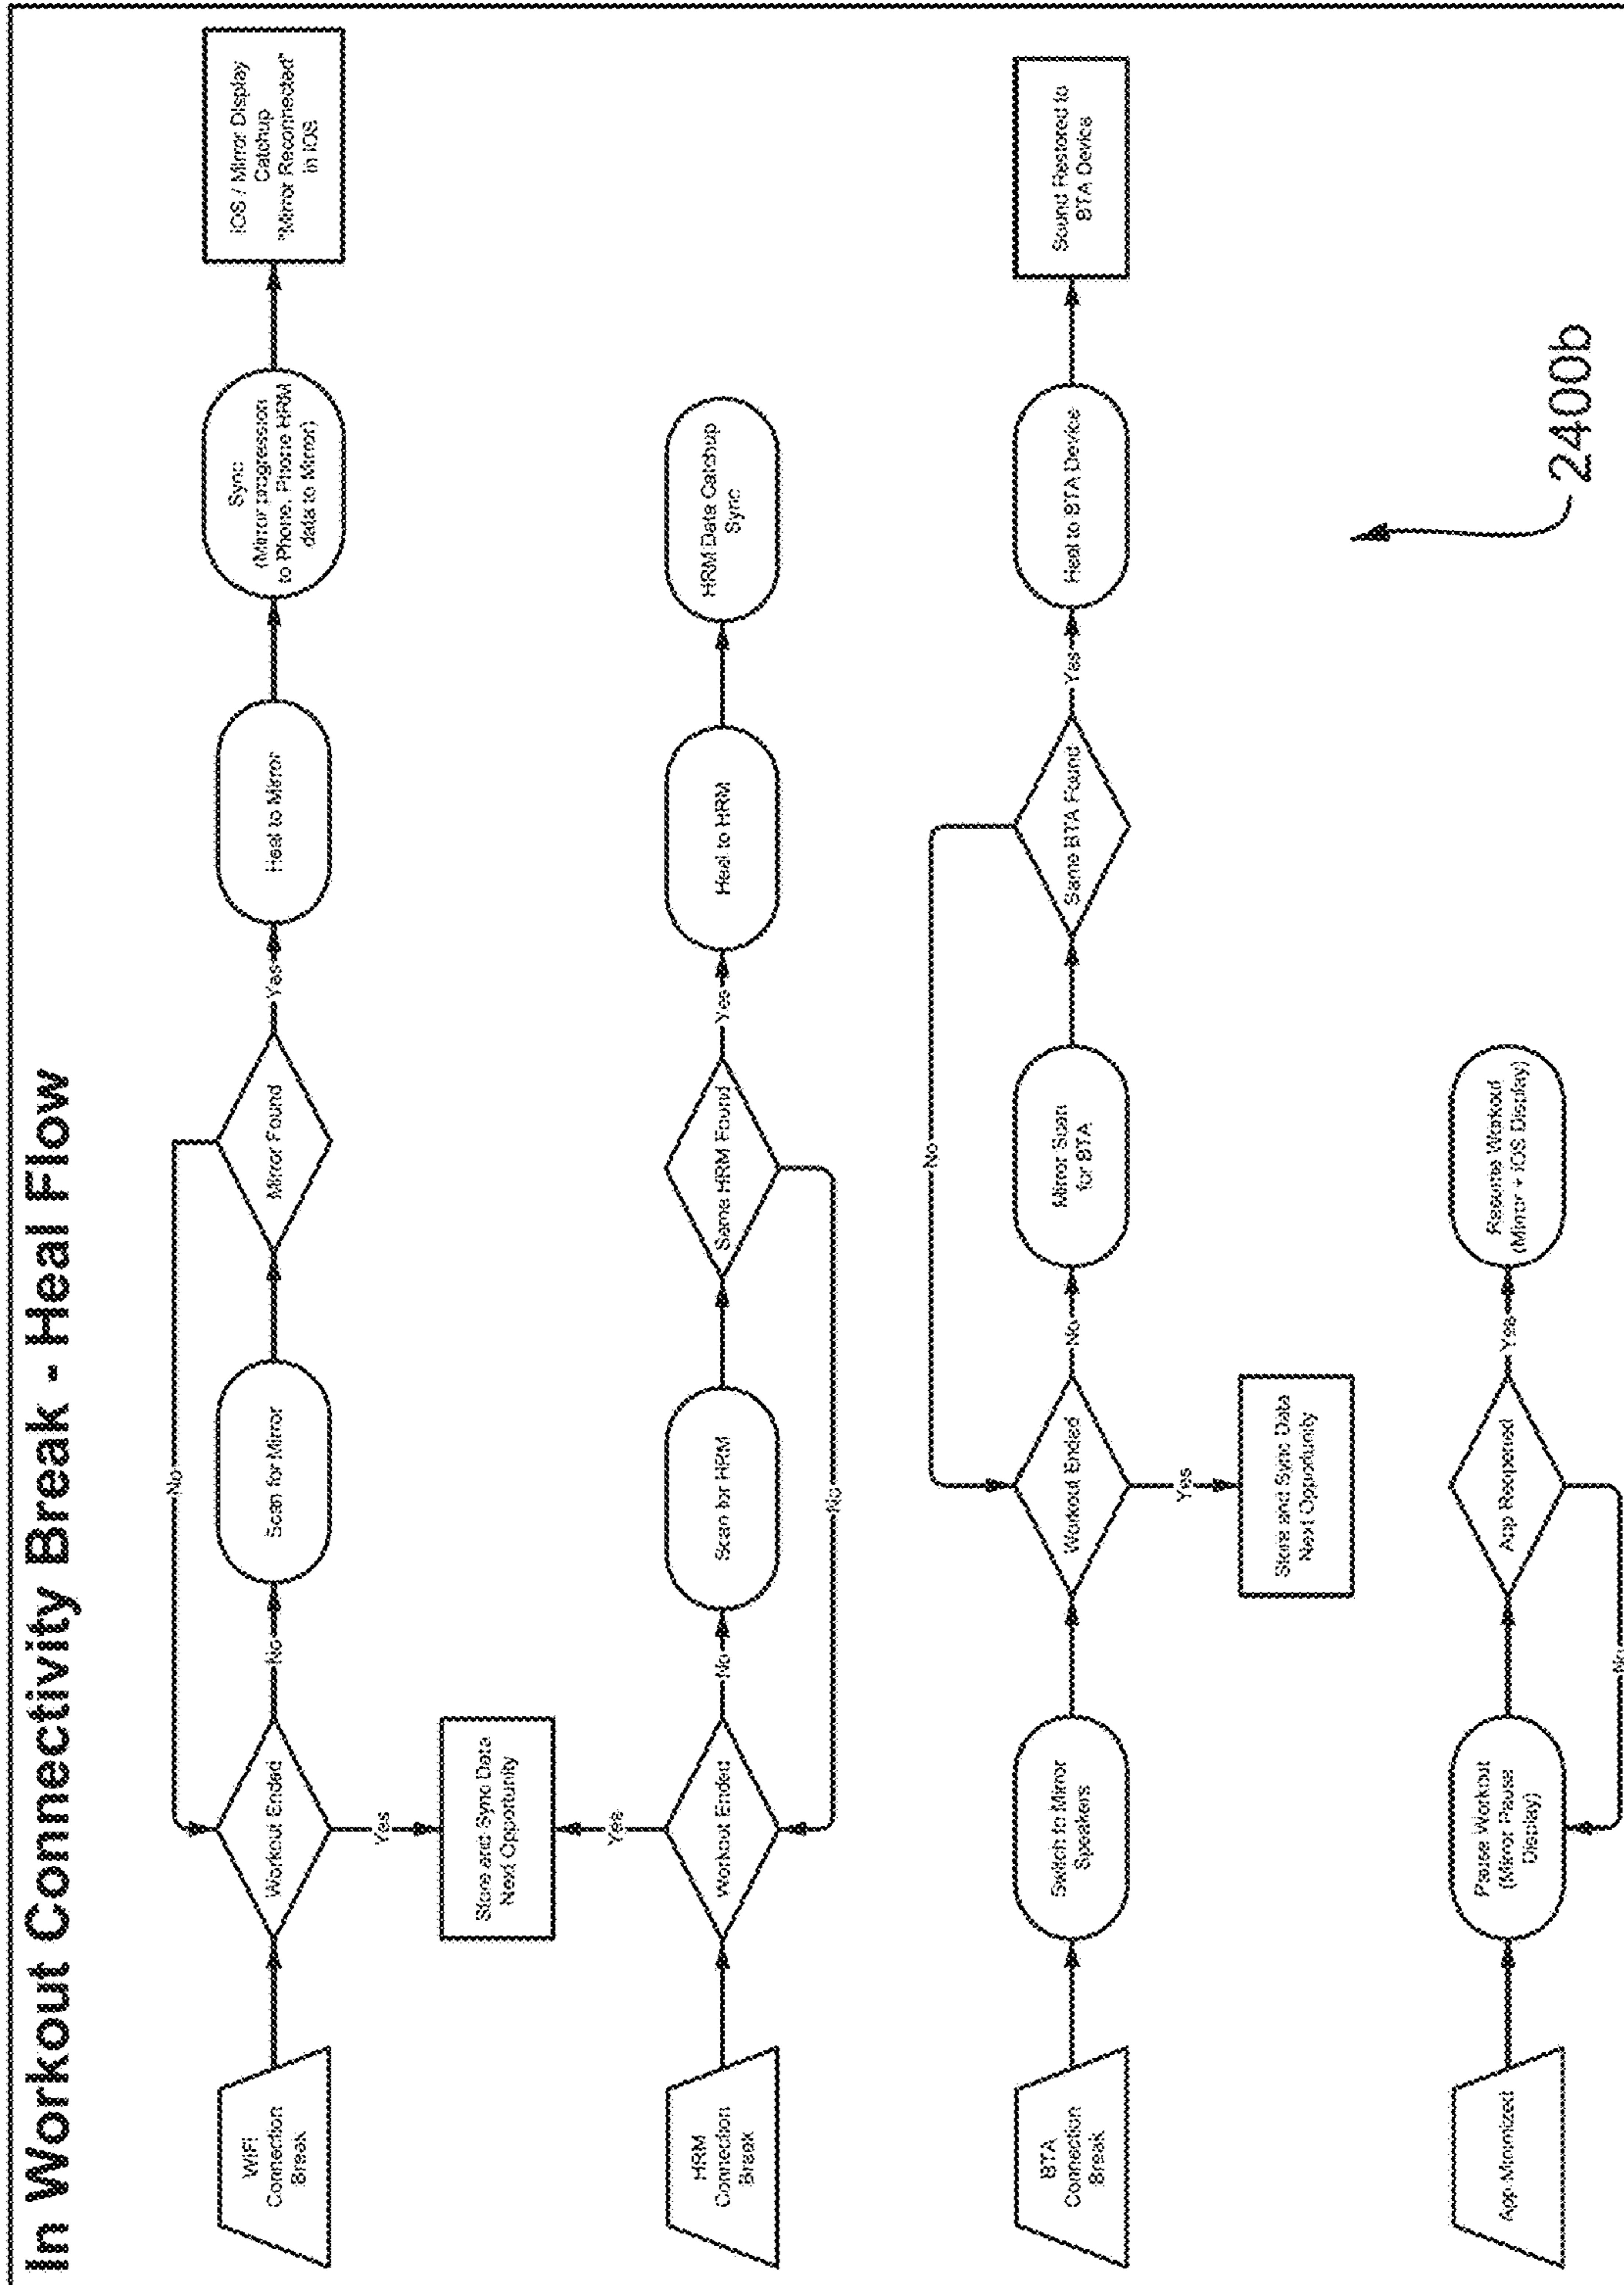 In Workout Connectivity Break - Heal Flow
WiFi
Connection
Break
Workout Ended
No
Scan for Mirror
Mirror Found
No
Yes
Heal to Mirror
Sync
(Mirror progression
to Phone, Phone HRM
data to Mirror)
iOS / Mirror Display
Catchup
"Mirror Reconnected"
in iOS
Yes
Store and Sync Data
Next Opportunity
Yes
HRM
Connection
Break
Workout Ended
No
Scan for HRM
Same HRM Found
No
Yes
Heal to HRM
HRM Data Catchup
Sync
BTA
Connection
Break
Switch to Mirror
Speakers
Workout Ended
No
Mirror Scan
for BTA
Same BTA Found
No
Yes
Heal to BTA Device
Sound Restored to
BTA Device
Yes
Store and Sync Data
Next Opportunity
App Minimized
Pause Workout
(Mirror Pause
Display)
App Reopened
No
Yes
Resume Workout
(Mirror + iOS Display)
2400b